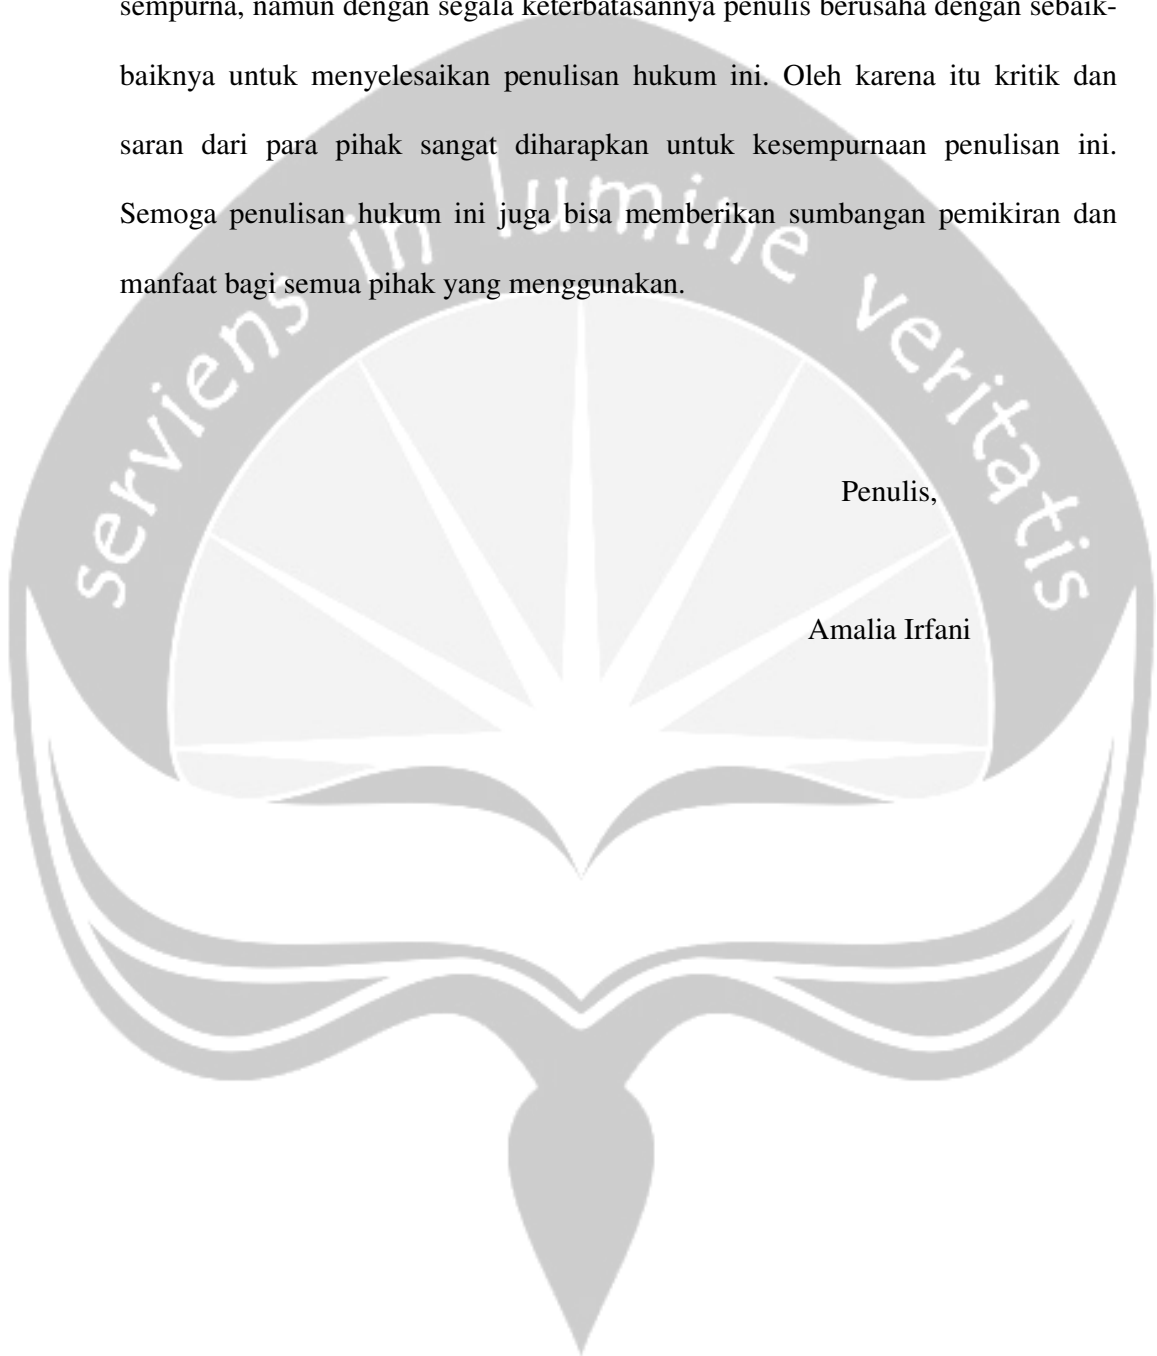 sempurna, namun dengan segala keterbatasannya penulis berusaha dengan sebaik-
baiknya untuk menyelesaikan penulisan hukum ini. Oleh karena itu kritik dan
saran dari para pihak sangat diharapkan untuk kesempurnaan penulisan ini.
Semoga penulisan hukum ini juga bisa memberikan sumbangan pemikiran dan
manfaat bagi semua pihak yang menggunakan.
serviens in lumine veritatis
Penulis,
Amalia Irfani